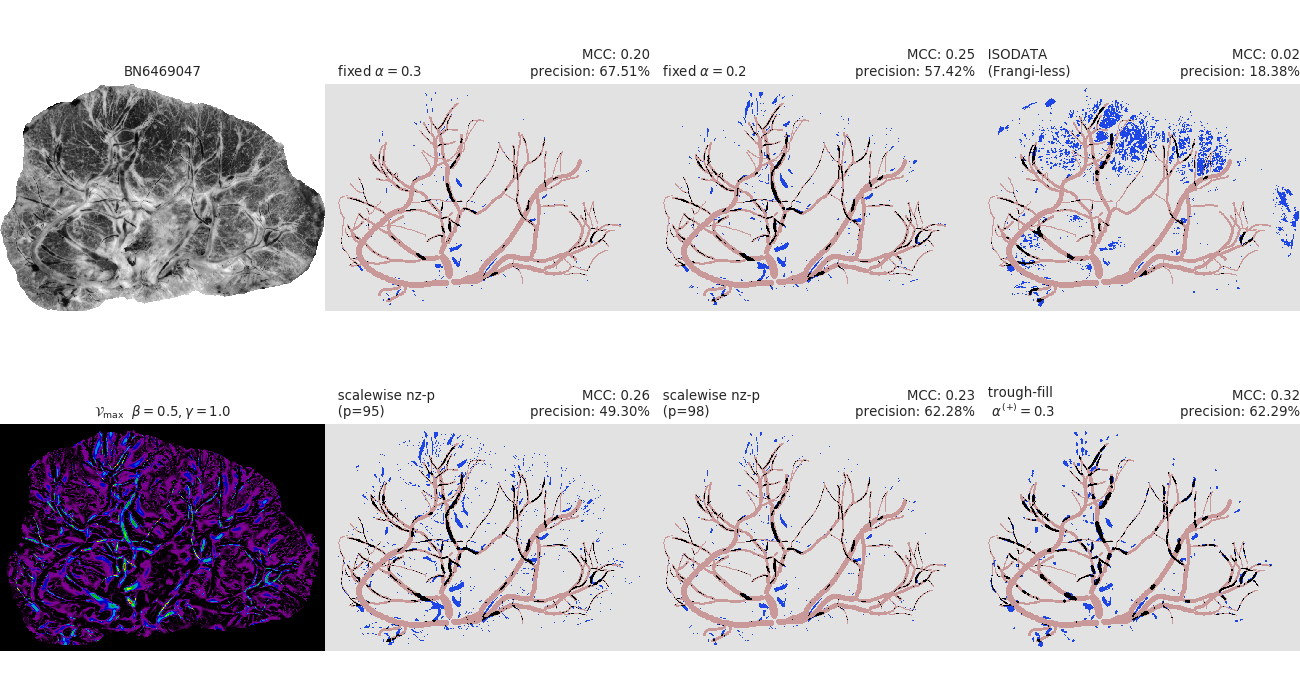 BN6469047
fixed α = 0.3
MCC: 0.20
precision: 67.51%
fixed α = 0.2
MCC: 0.25
precision: 57.42%
ISODATA
(Frangi-less)
MCC: 0.02
precision: 18.38%
𝒱max β = 0.5, γ = 1.0
scalewise nz-p
(p=95)
MCC: 0.26
precision: 49.30%
scalewise nz-p
(p=98)
MCC: 0.23
precision: 62.28%
trough-fill
α(+) = 0.3
MCC: 0.32
precision: 62.29%